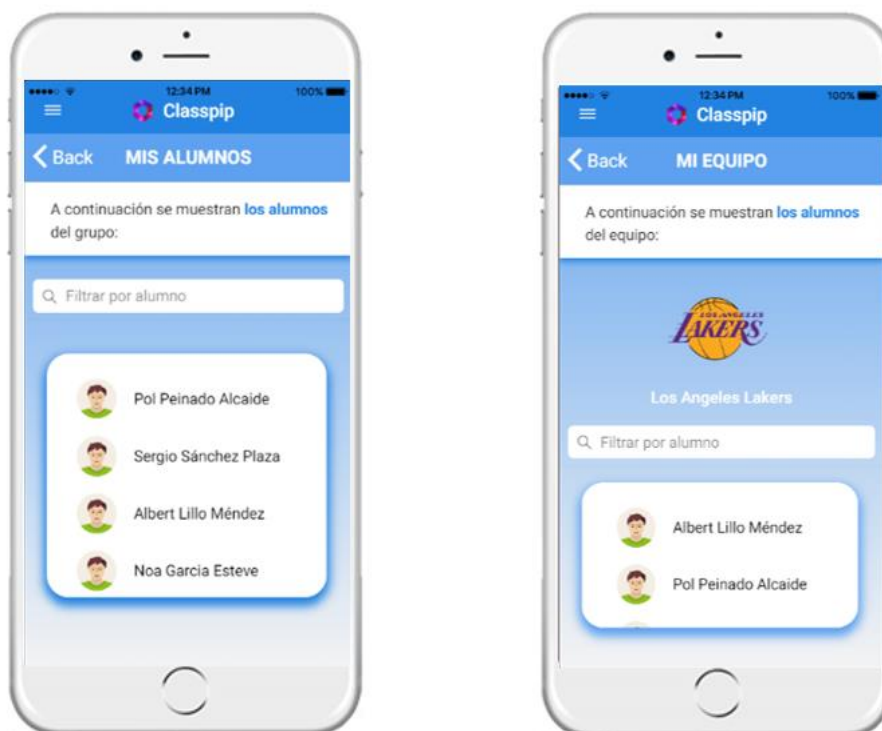 12:34 PM 100%
Classpip
Back MIS ALUMNOS
A continuación se muestran los alumnos
del grupo:
Filtrar por alumno
Pol Peinado Alcaide
Sergio Sánchez Plaza
Albert Lillo Méndez
Noa Garcia Esteve
12:34 PM 100%
Classpip
Back MI EQUIPO
A continuación se muestran los alumnos
del equipo:
LOS ANGELES
LAKERS
Los Angeles Lakers
Filtrar por alumno
Albert Lillo Méndez
Pol Peinado Alcaide